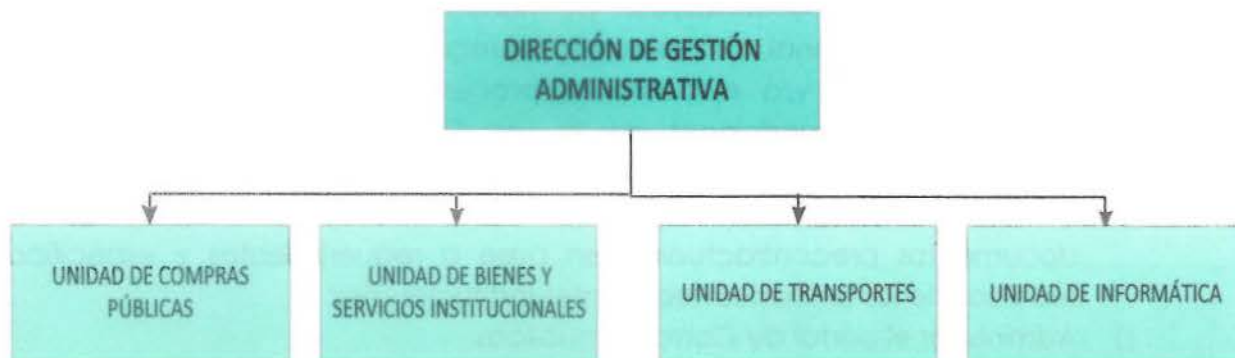 DIRECCIÓN DE GESTIÓN
ADMINISTRATIVA
UNIDAD DE COMPRAS
PÚBLICAS
UNIDAD DE BIENES Y
SERVICIOS INSTITUCIONALES
UNIDAD DE TRANSPORTES
UNIDAD DE INFORMÁTICA